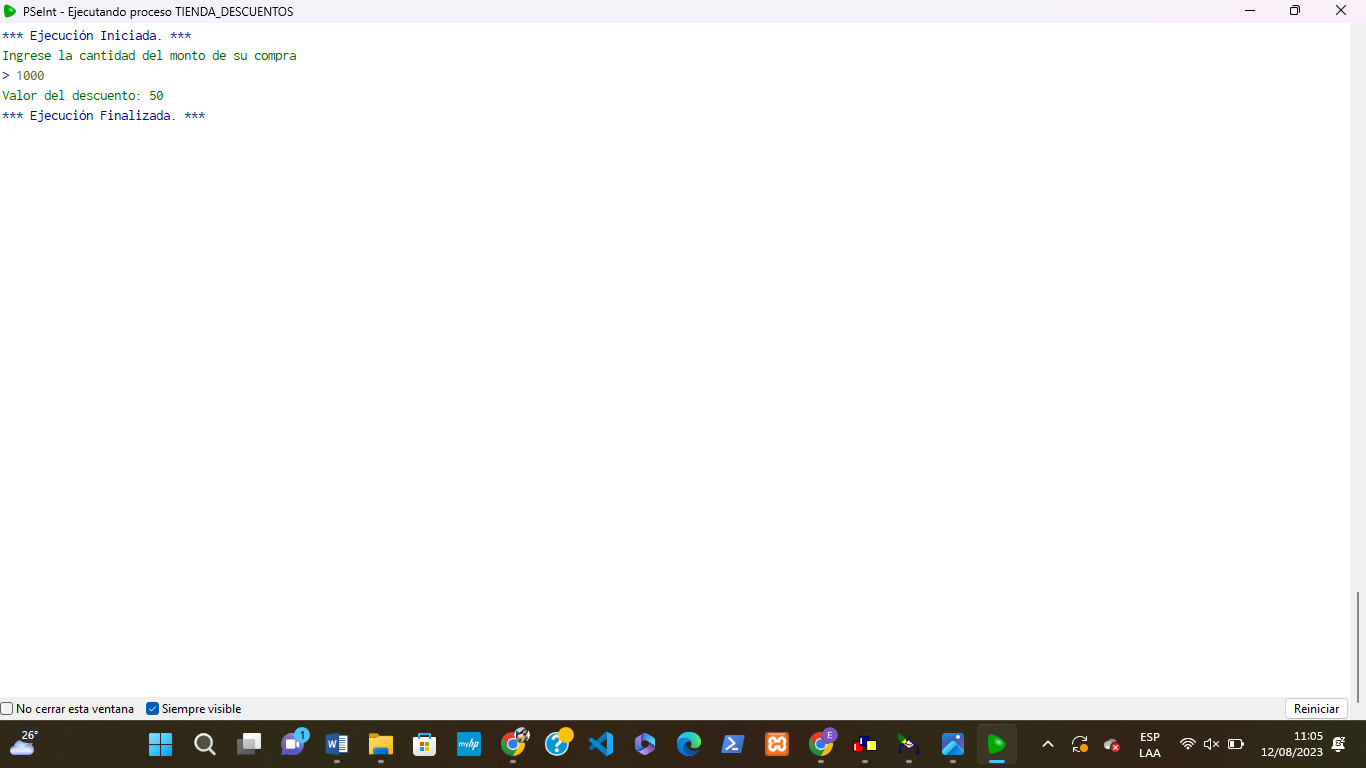 PSeInt - Ejecutando proceso TIENDA_DESCUENTOS
*** Ejecución Iniciada. ***
Ingrese la cantidad del monto de su compra
> 1000
Valor del descuento: 50
*** Ejecución Finalizada. ***
No cerrar esta ventana
Siempre visible
Reiniciar
26°
1
W
myhp
?
E
L
ESP
LAA
11:05
12/08/2023